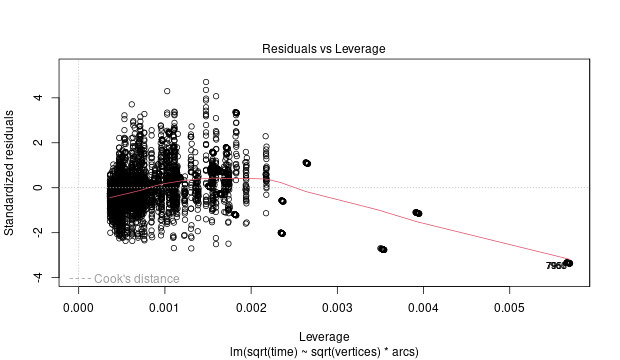 Residuals vs Leverage
Standardized residuals
4
2
0
-2
-4
Cook's distance
0.000 0.001 0.002 0.003 0.004 0.005
Leverage
lm(sqrt(time) ~ sqrt(vertices) * arcs)